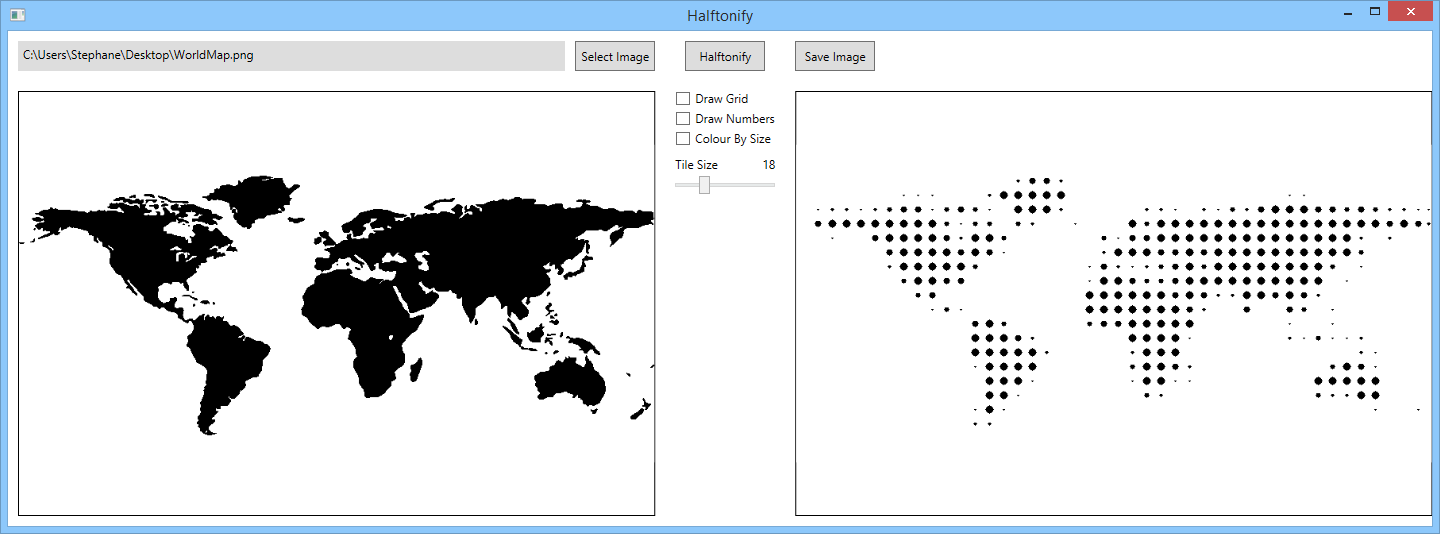 Halftonify
C:\Users\Stephane\Desktop\WorldMap.png
Select Image
Halftonify
Save Image
Draw Grid
Draw Numbers
Colour By Size
Tile Size 18